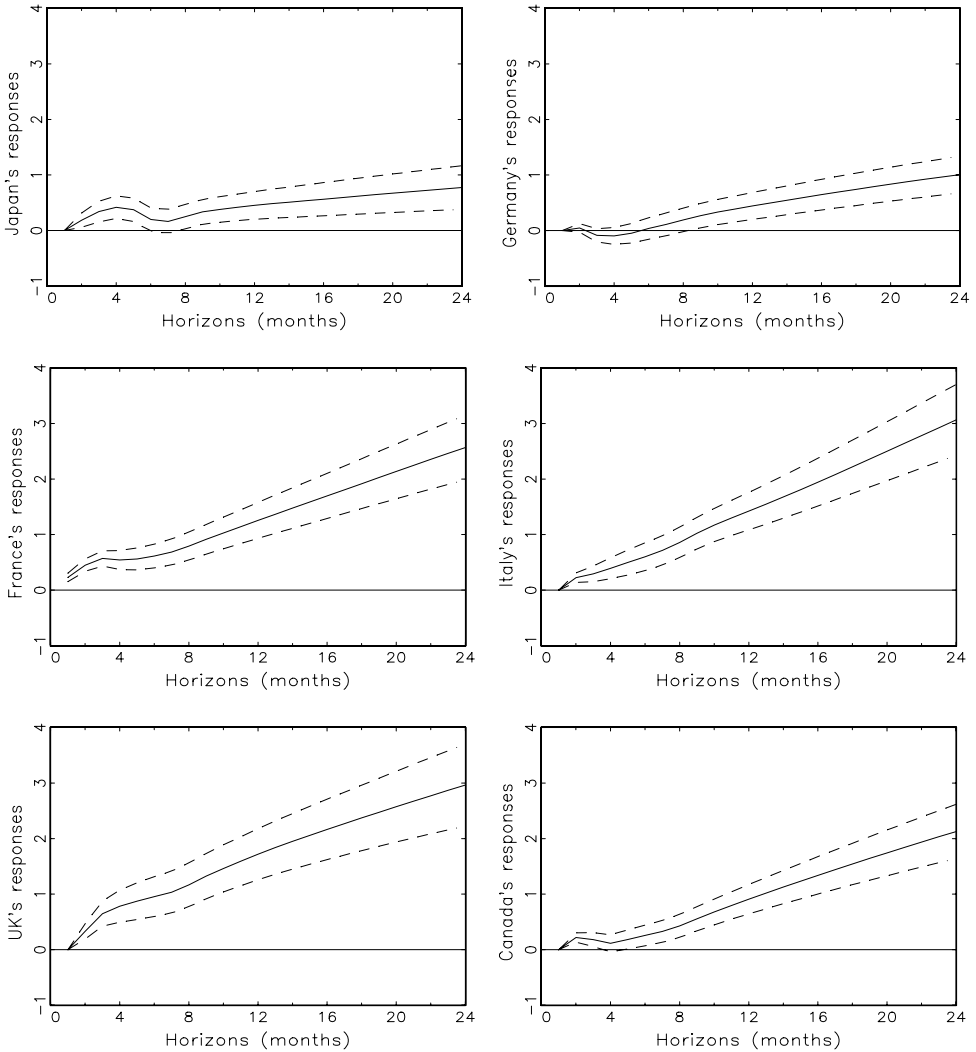 Japan's responses
4
3
2
1
0
−1
0 4 8 12 16 20 24
Horizons (months)
Germany's responses
4
3
2
1
0
−1
0 4 8 12 16 20 24
Horizons (months)
France's responses
4
3
2
1
0
−1
0 4 8 12 16 20 24
Horizons (months)
Italy's responses
4
3
2
1
0
−1
0 4 8 12 16 20 24
Horizons (months)
UK's responses
4
3
2
1
0
−1
0 4 8 12 16 20 24
Horizons (months)
Canada's responses
4
3
2
1
0
−1
0 4 8 12 16 20 24
Horizons (months)